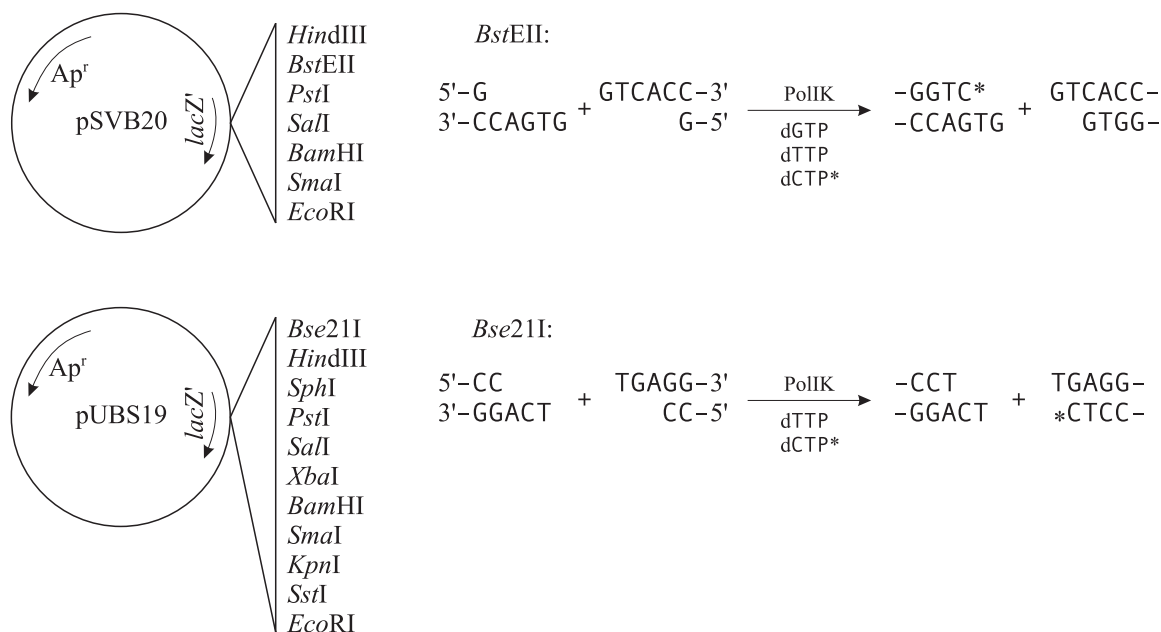 Apʳ
pSVB20
lacZ'
HindIII
BstEII
PstI
SalI
BamHI
SmaI
EcoRI
BstEII:
5'–G GTCACC–3' PolIK –GGTC* GTCACC–
+ +
3'–CCAGTG G–5' dGTP –CCAGTG GTGG–
dTTP
dCTP*
Apʳ
pUBS19
lacZ'
Bse21I
HindIII
SphI
PstI
SalI
XbaI
BamHI
SmaI
KpnI
SstI
EcoRI
Bse21I:
5'–CC TGAGG–3' PolIK –CCT TGAGG–
+ +
3'–GGACT CC–5' dTTP –GGACT *CTCC–
dCTP*